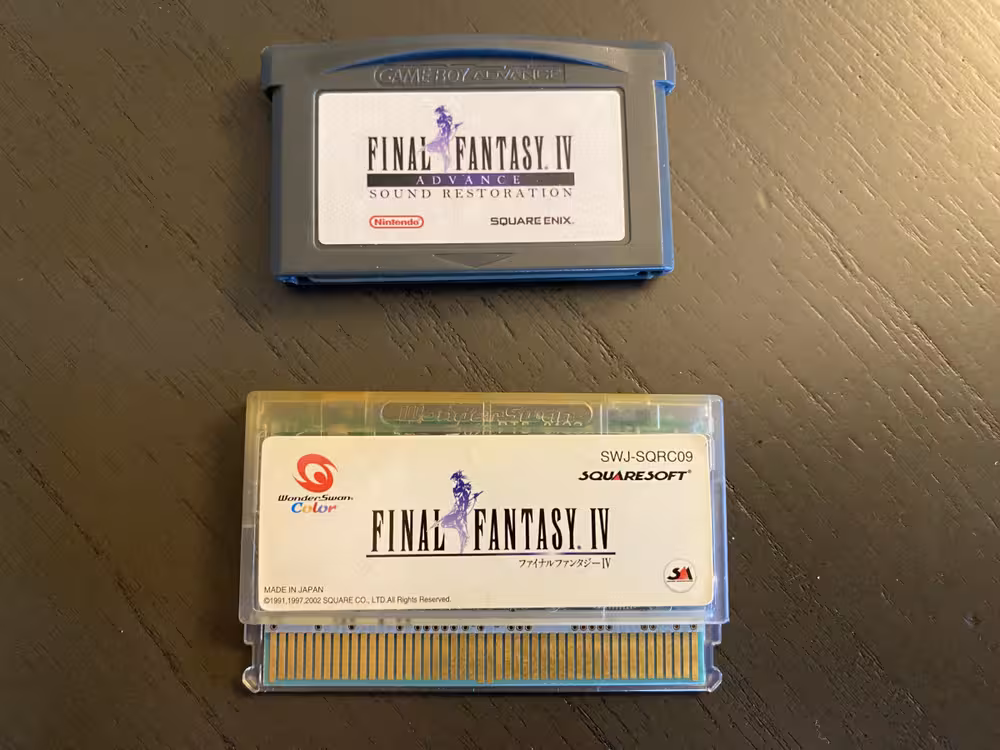 GAME BOY ADVANCE
FINAL FANTASY. IV
ADVANCE
SOUND RESTORATION
Nintendo
SQUARE ENIX.
WonderSwan
SWJ-SQRC09
SQUARESOFT®
WonderSwan
Color
FINAL FANTASY. IV
ファイナルファンタジーIV
MADE IN JAPAN
©1991,1997,2002 SQUARE CO., LTD.All Rights Reserved.